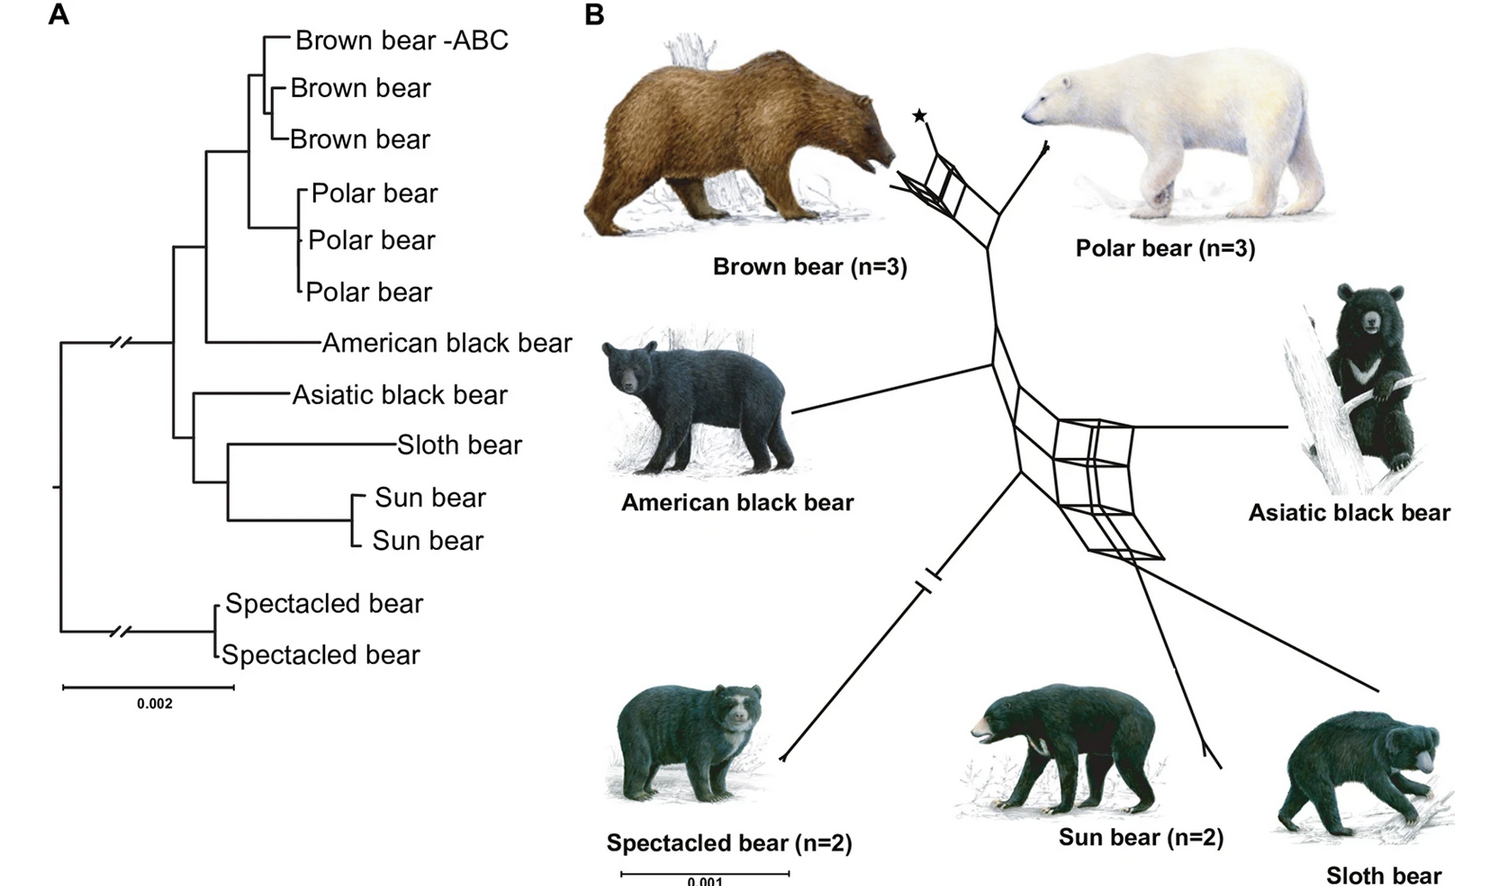 A
Brown bear -ABC
Brown bear
Brown bear
Polar bear
Polar bear
Polar bear
American black bear
Asiatic black bear
Sloth bear
Sun bear
Sun bear
Spectacled bear
Spectacled bear
0.002
B
Brown bear (n=3)
Polar bear (n=3)
American black bear
Asiatic black bear
Spectacled bear (n=2)
Sun bear (n=2)
Sloth bear
0.001